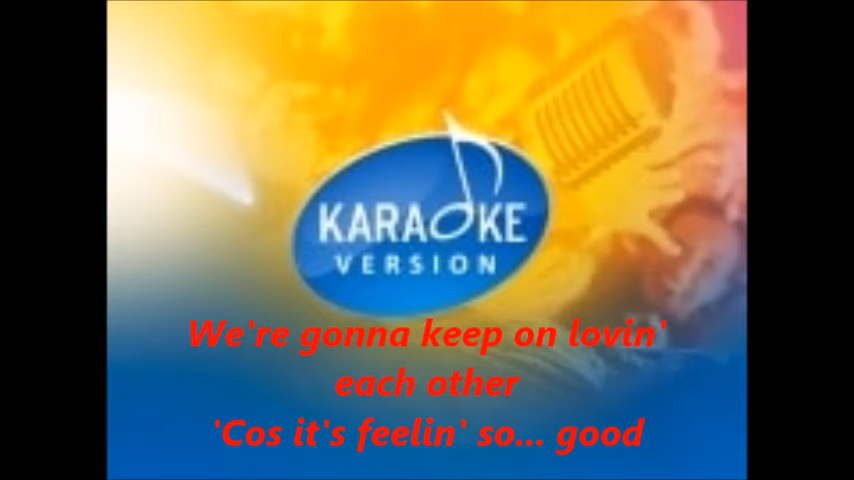 KARAOKE
VERSION
We're gonna keep on lovin'
each other
'Cos it's feelin' so... good